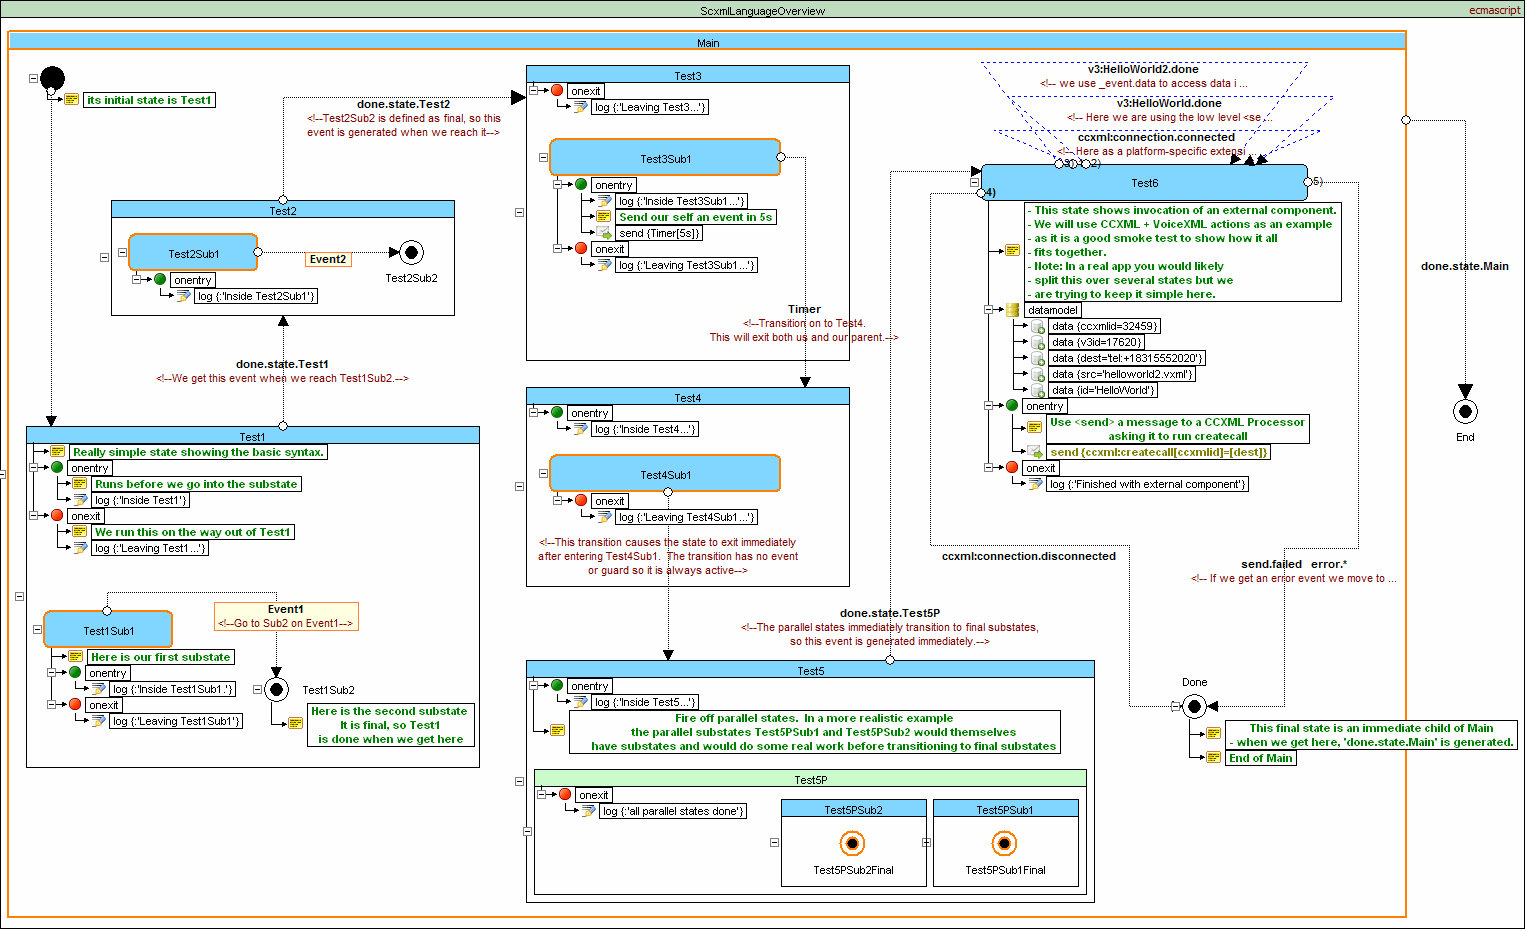 ScxmlLanguageOverview
ecmascript
Main
its initial state is Test1
done.state.Test2
<!--Test2Sub2 is defined as final, so this
event is generated when we reach it-->
Test2
Test2Sub1
Event2
Test2Sub2
onentry
log {:'Inside Test2Sub1'}
done.state.Test1
<!--We get this event when we reach Test1Sub2.-->
Test1
Really simple state showing the basic syntax.
onentry
Runs before we go into the substate
log {:'Inside Test1'}
onexit
We run this on the way out of Test1
log {:'Leaving Test1...'}
Event1
<!--Go to Sub2 on Event1-->
Test1Sub1
Here is our first substate
onentry
log {:'Inside Test1Sub1.'}
onexit
log {:'Leaving Test1Sub1'}
Test1Sub2
Here is the second substate
It is final, so Test1
is done when we get here
Test3
onexit
log {:'Leaving Test3...'}
Test3Sub1
onentry
log {:'Inside Test3Sub1...'}
Send our self an event in 5s
send {Timer[5s]}
onexit
log {:'Leaving Test3Sub1...'}
Timer
<!--Transition on to Test4.
This will exit both us and our parent.-->
Test4
onentry
log {:'Inside Test4...'}
Test4Sub1
onexit
log {:'Leaving Test4Sub1...'}
<!--This transition causes the state to exit immediately
after entering Test4Sub1.  The transition has no event
or guard so it is always active-->
done.state.Test5P
<!--The parallel states immediately transition to final substates,
so this event is generated immediately.-->
Test5
onentry
log {:'Inside Test5...'}
Fire off parallel states.  In a more realistic example
the parallel substates Test5PSub1 and Test5PSub2 would themselves
have substates and would do some real work before transitioning to final substates
Test5P
onexit
log {:'all parallel states done'}
Test5PSub2
Test5PSub2Final
Test5PSub1
Test5PSub1Final
v3:HelloWorld2.done
<!-- we use _event.data to access data i ...
v3:HelloWorld.done
<!-- Here we are using the low level <se ...
ccxml:connection.connected
<!--Here as a platform-specific extensi
2)
Test6
4)
5)
- This state shows invocation of an external component.
- We will use CCXML + VoiceXML actions as an example
- as it is a good smoke test to show how it all
- fits together.
- Note: In a real app you would likely
- split this over several states but we
- are trying to keep it simple here.
datamodel
data {ccxmlid=32459}
data {v3id=17620}
data {dest='tel:+18315552020'}
data {src='helloworld2.vxml'}
data {id='HelloWorld'}
onentry
Use <send> a message to a CCXML Processor
asking it to run createcall
send {ccxml:createcall[ccxmlid]=[dest]}
onexit
log {:'Finished with external component'}
ccxml:connection.disconnected
send.failed   error.*
<!-- If we get an error event we move to ...
Done
This final state is an immediate child of Main
- when we get here, 'done.state.Main' is generated.
End of Main
done.state.Main
End